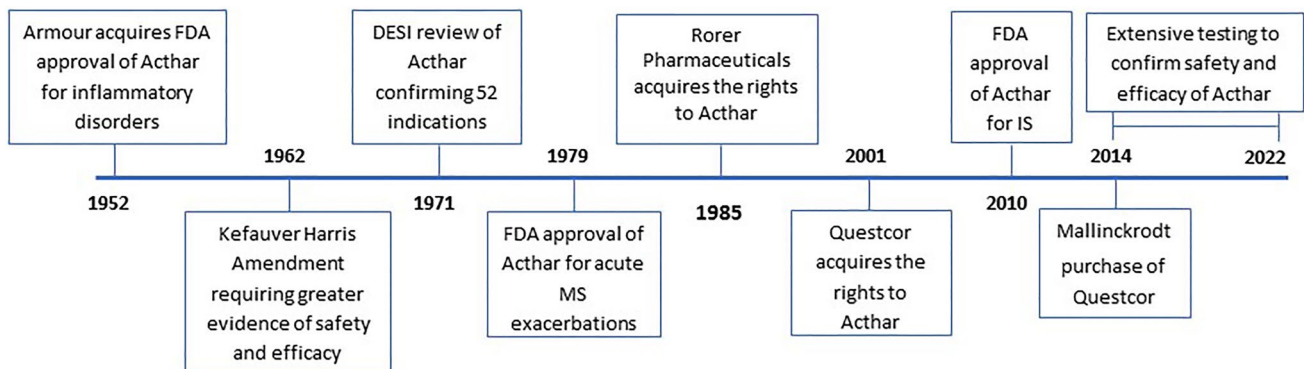 Armour acquires FDA
approval of Acthar
for inflammatory
disorders
DESI review of
Acthar
confirming 52
indications
Rorer
Pharmaceuticals
acquires the rights
to Acthar
FDA
approval
of Acthar
for IS
Extensive testing to
confirm safety and
efficacy of Acthar
1962
1979
2001
2014
2022
1952
1971
1985
2010
Kefauver Harris
Amendment
requiring greater
evidence of safety
and efficacy
FDA approval of
Acthar for acute
MS
exacerbations
Questcor
acquires the
rights to
Acthar
Mallinckrodt
purchase of
Questcor